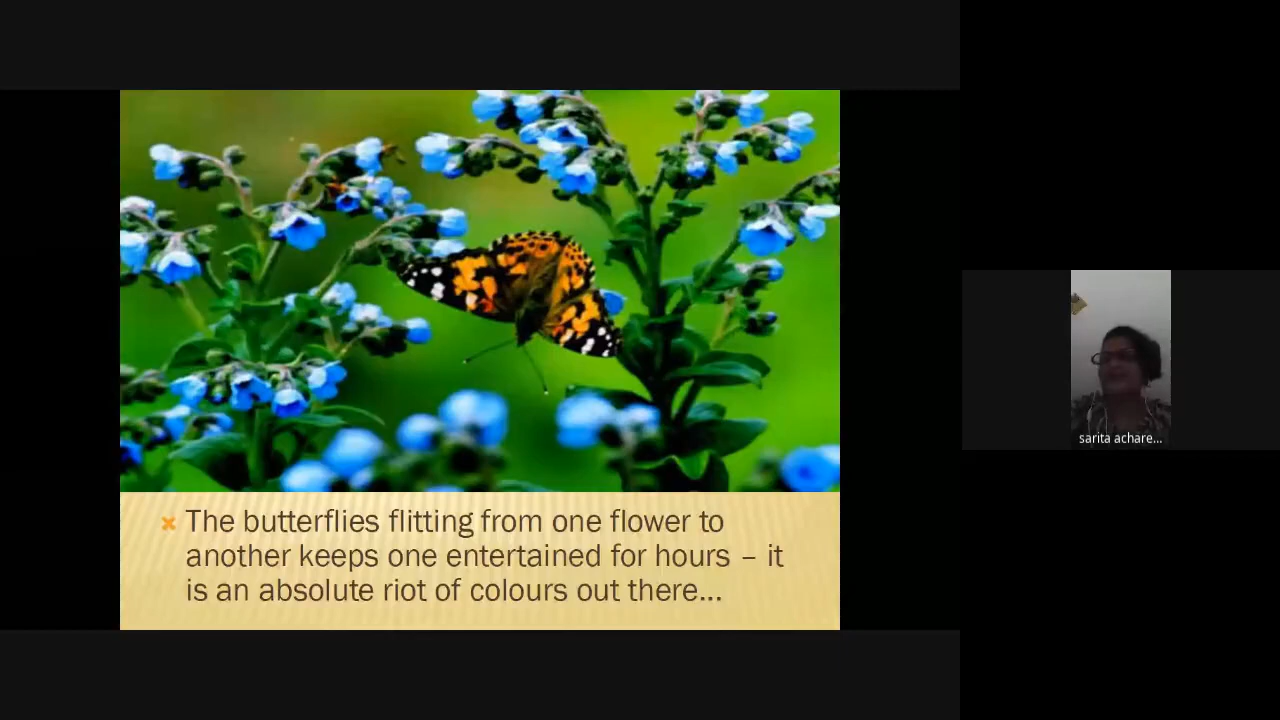 The butterflies flitting from one flower to
another keeps one entertained for hours – it
is an absolute riot of colours out there...
sarita achare...